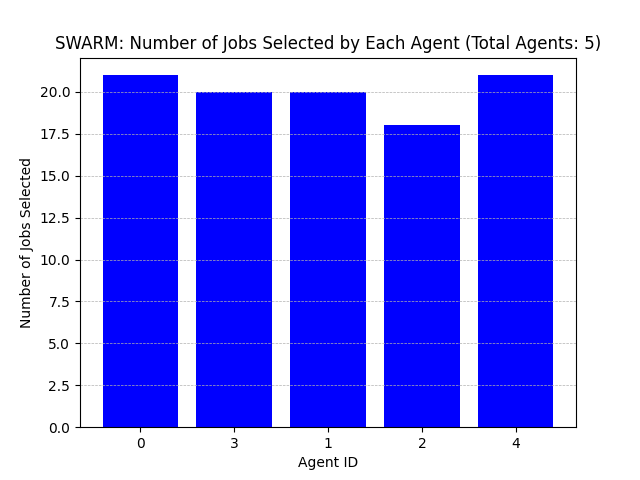 SWARM: Number of Jobs Selected by Each Agent (Total Agents: 5)
Number of Jobs Selected
20.0
17.5
15.0
12.5
10.0
7.5
5.0
2.5
0.0
0 3 1 2 4
Agent ID